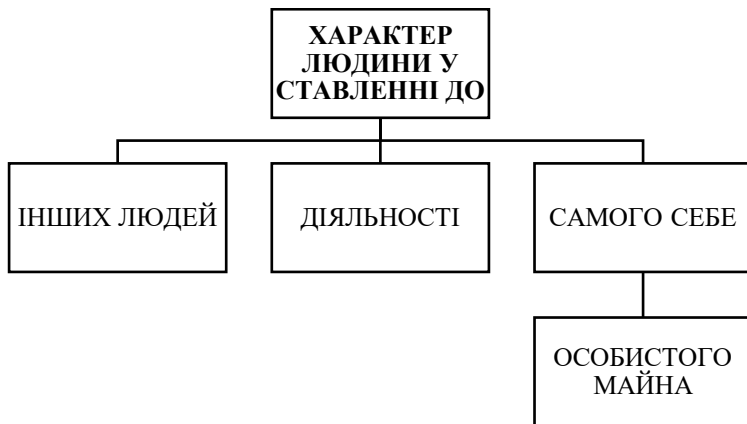 ХАРАКТЕР
ЛЮДИНИ У
СТАВЛЕННІ ДО
ІНШИХ ЛЮДЕЙ
ДІЯЛЬНОСТІ
САМОГО СЕБЕ
ОСОБИСТОГО
МАЙНА